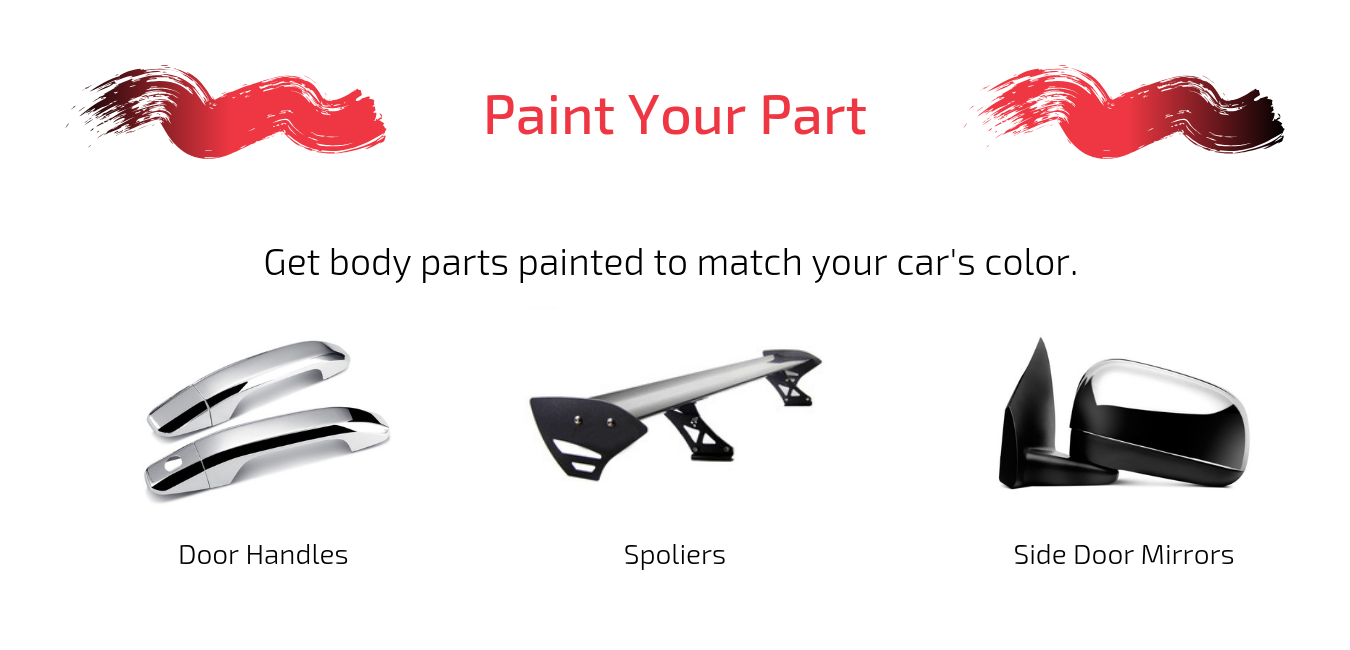 Paint Your Part
Get body parts painted to match your car's color.
Door Handles
Spoliers
Side Door Mirrors